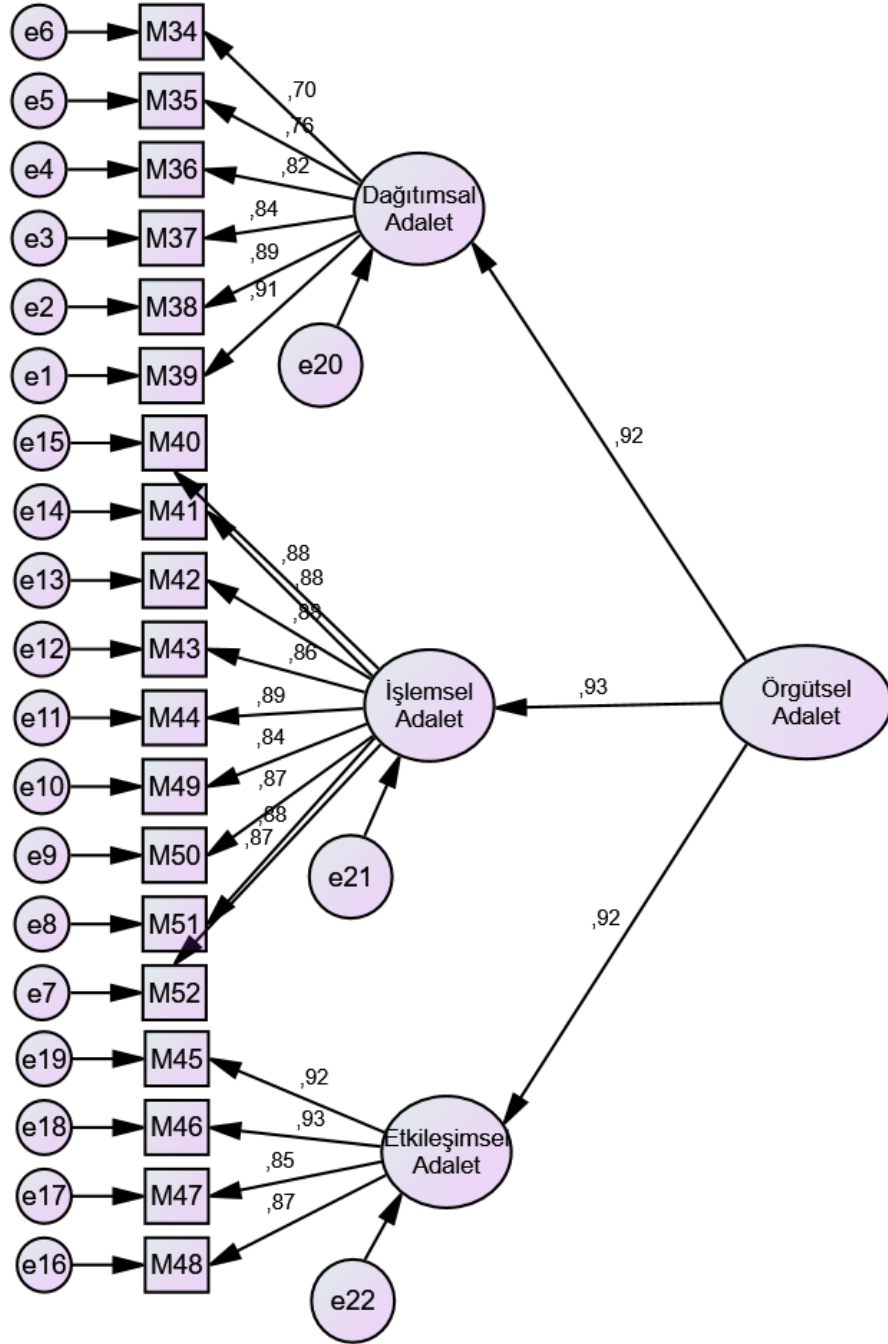 e6 M34
,70
e5 M35
,76
e4 M36
,82
Dağıtımsal
Adalet
e3 M37
,84
e2 M38
,89
e1 M39
,91
e20
e15 M40
,92
e14 M41
,88
e13 M42
,88
,88
e12 M43
,86
İşlemsel
Adalet
,93
Örgütsel
Adalet
e11 M44
,89
e10 M49
,84
,87
e9 M50
,88
,87
e21
e8 M51
,92
e7 M52
e19 M45
,92
e18 M46
,93
Etkileşimsel
Adalet
e17 M47
,85
e16 M48
,87
e22